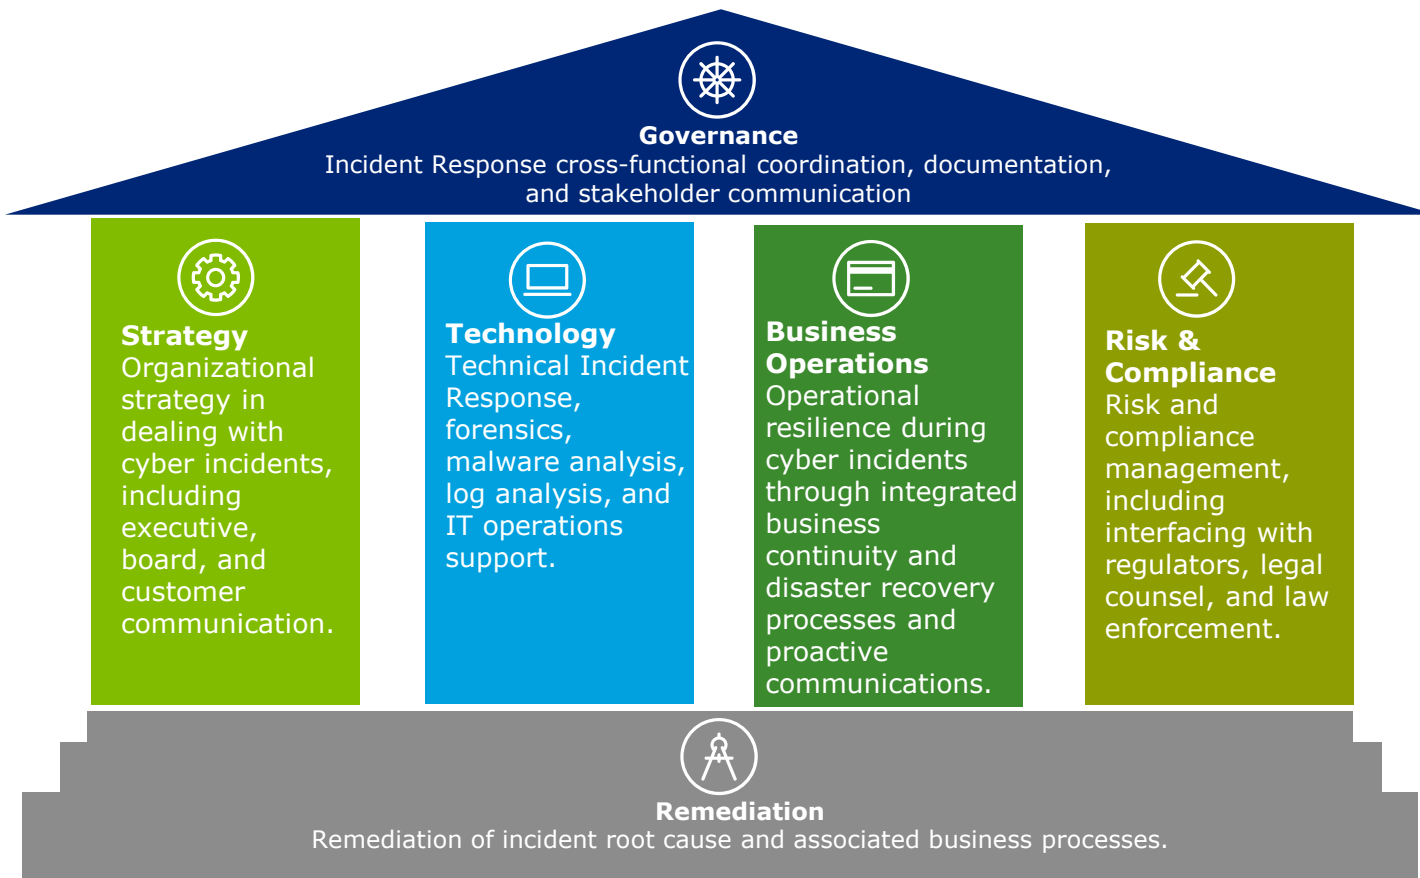 Governance
Incident Response cross-functional coordination, documentation,
and stakeholder communication
Strategy
Organizational
strategy in
dealing with
cyber incidents,
including
executive,
board, and
customer
communication.
Technology
Technical Incident
Response,
forensics,
malware analysis,
log analysis, and
IT operations
support.
Business
Operations
Operational
resilience during
cyber incidents
through integrated
business
continuity and
disaster recovery
processes and
proactive
communications.
Risk &
Compliance
Risk and
compliance
management,
including
interfacing with
regulators, legal
counsel, and law
enforcement.
Remediation
Remediation of incident root cause and associated business processes.